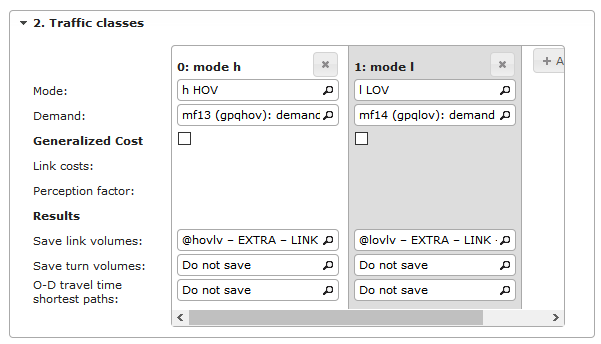 2. Traffic classes
0: mode h
1: mode l
+ A
Mode:
h HOV
l LOV
Demand:
mf13 (gpqhov): demand
mf14 (gpqlov): demand
Generalized Cost
Link costs:
Perception factor:
Results
Save link volumes:
@hovlv – EXTRA – LINK
@lovlv – EXTRA – LINK -
Save turn volumes:
Do not save
Do not save
O-D travel time
shortest paths:
Do not save
Do not save